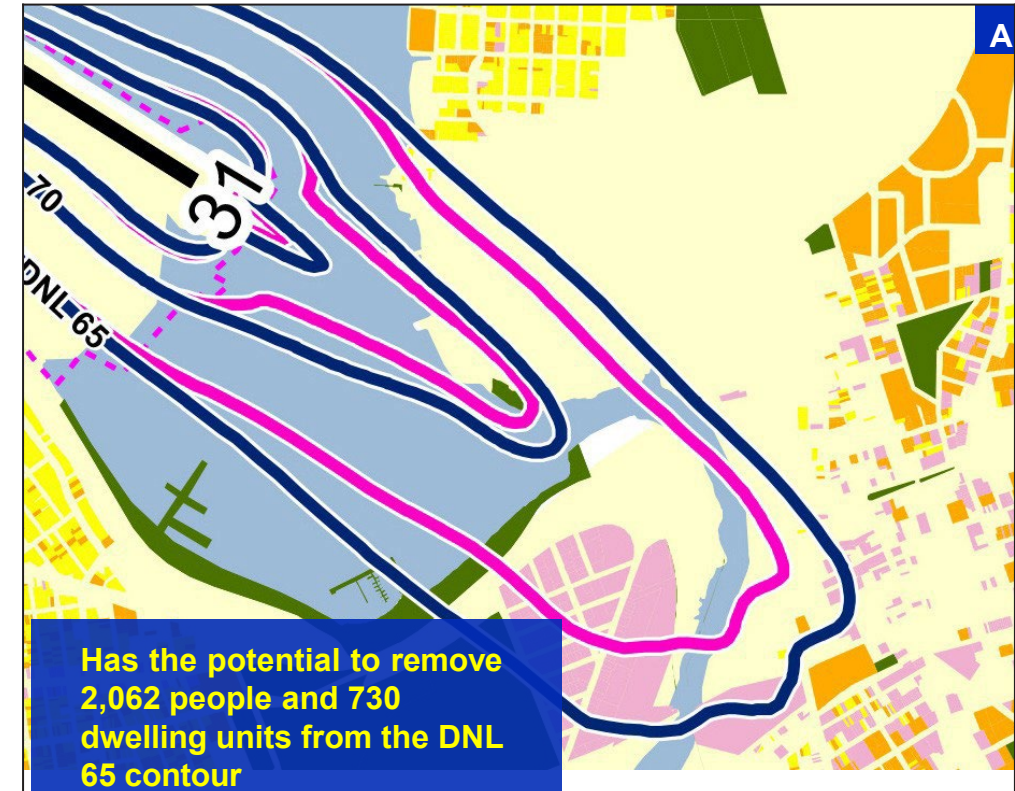 A
31
70
DNL 65
Has the potential to remove
2,062 people and 730
dwelling units from the DNL
65 contour